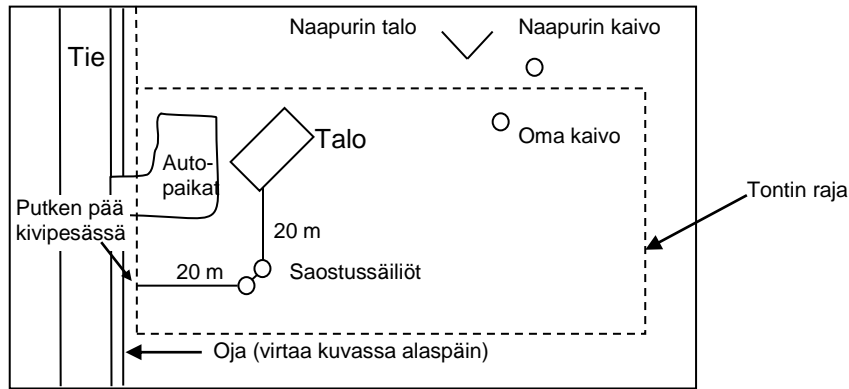 Naapurin talo
Naapurin kaivo
Tie
Talo
Oma kaivo
Auto-
paikat
Tontin raja
Putken pää
kivipesässä
20 m
20 m
Saostussäiliöt
Oja (virtaa kuvassa alaspäin)